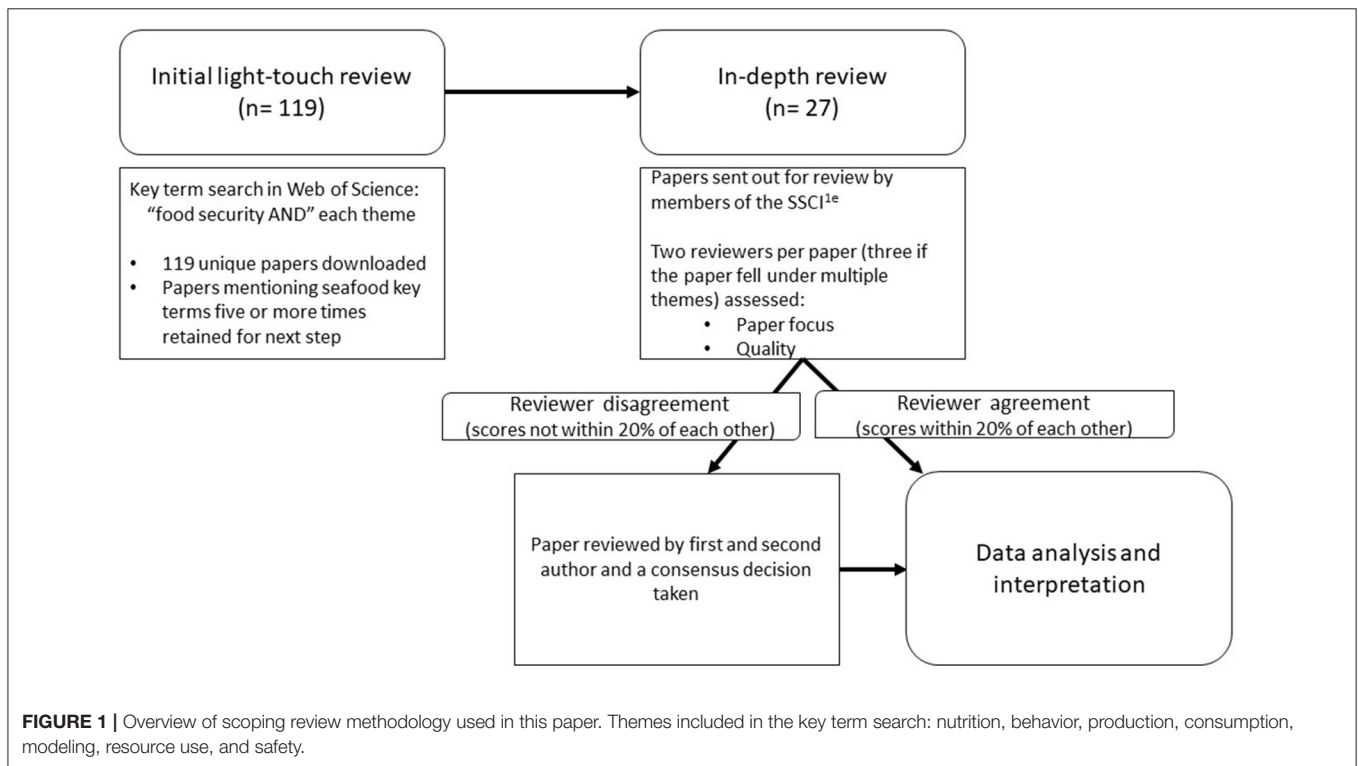 Initial light-touch review
(n= 119)
In-depth review
(n= 27)
Key term search in Web of Science:
“food security AND” each theme
• 119 unique papers downloaded
• Papers mentioning seafood key
terms five or more times
retained for next step
Papers sent out for review by
members of the SSCI¹ᵉ
Two reviewers per paper (three if
the paper fell under multiple
themes) assessed:
• Paper focus
• Quality
Reviewer disagreement
(scores not within 20% of each other)
Reviewer agreement
(scores within 20% of each other)
Paper reviewed by first and second
author and a consensus decision
taken
Data analysis and
interpretation
FIGURE 1 | Overview of scoping review methodology used in this paper. Themes included in the key term search: nutrition, behavior, production, consumption,
modeling, resource use, and safety.